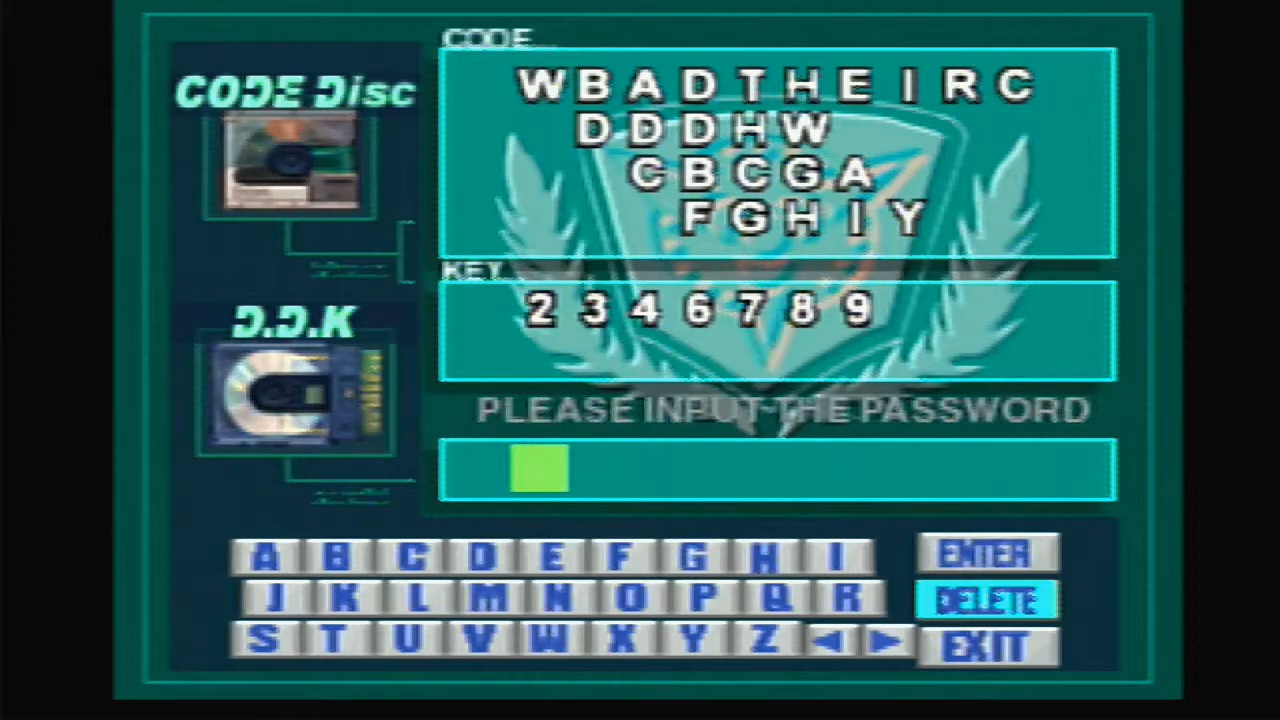 CODE...
CODE Disc
W B A D T H E I R C
D D D H W
C B C G A
F G H I Y
KEY...
2 3 4 6 7 8 9
D.D.K
PLEASE INPUT THE PASSWORD
A B C D E F G H I ENTER
J K L M N O P Q R DELETE
S T U V W X Y Z ◀ ▶ EXIT